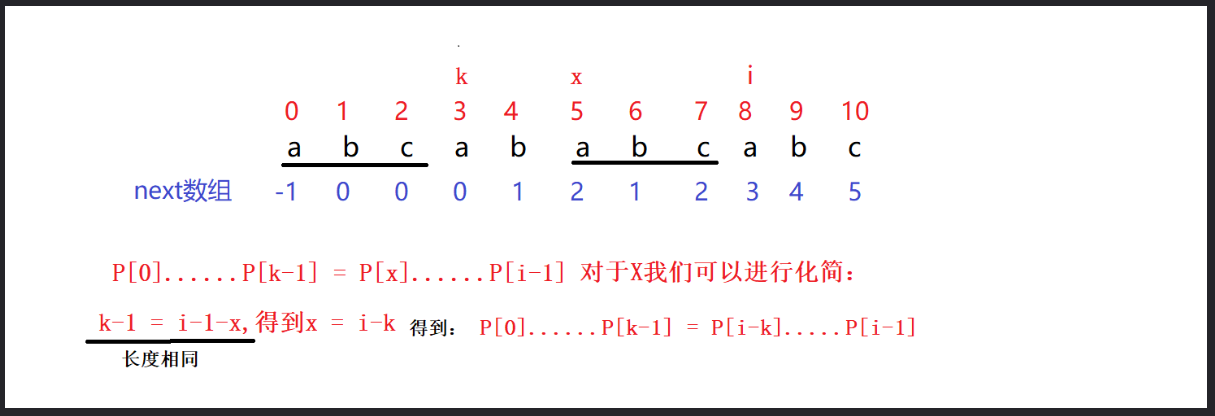 k x i
0 1 2 3 4 5 6 7 8 9 10
a b c a b a b c a b c
next数组 -1 0 0 0 1 2 1 2 3 4 5
P[0]......P[k-1] = P[x]......P[i-1] 对于X我们可以进行化简：
k-1 = i-1-x,得到x = i-k 得到： P[0]......P[k-1] = P[i-k].....P[i-1]
长度相同